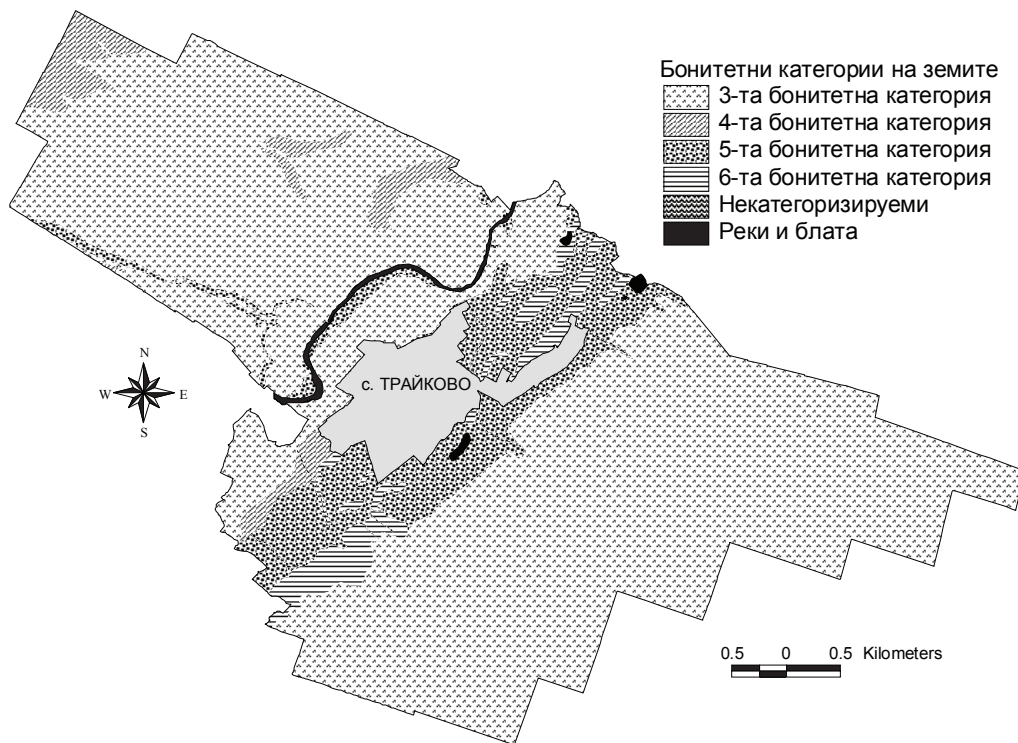 Бонитетни категории на земите
3-та бонитетна категория
4-та бонитетна категория
5-та бонитетна категория
6-та бонитетна категория
Некатегоризируеми
Реки и блата
N
W E
S
с. ТРАЙКОВО
0.5 0 0.5 Kilometers